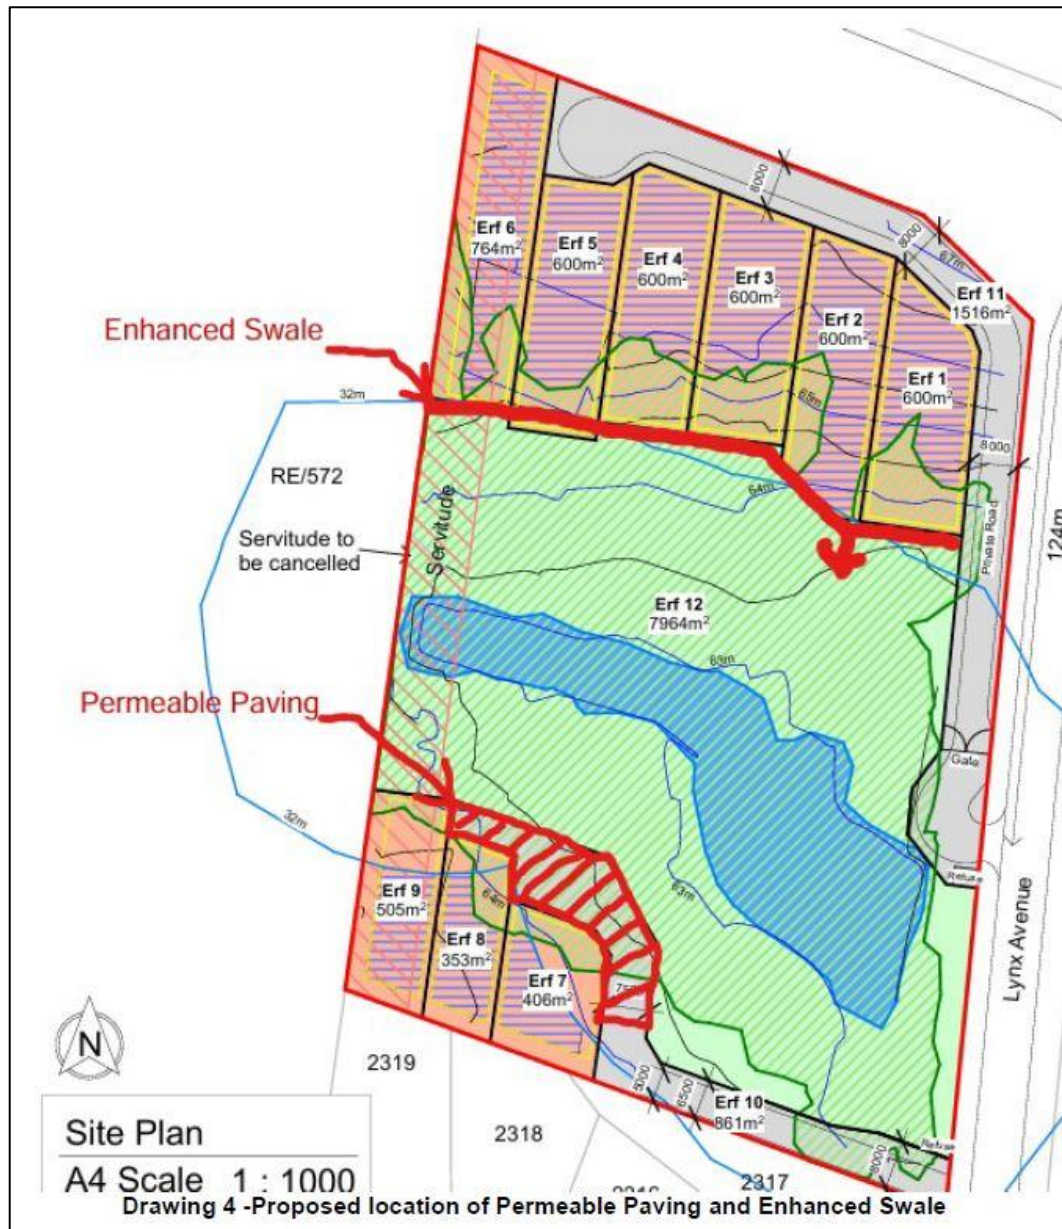 8000
Erf 6
764m²
Erf 5
600m²
Erf 4
600m²
Erf 3
600m²
Erf 2
600m²
Erf 1
600m²
8000
67m
Erf 11
1516m²
Enhanced Swale
32m
65m
8000
RE/572
64m
Servitude
Servitude to
be cancelled
Private Road
124m
Erf 12
7964m²
63m
Permeable Paving
Gate
32m
63m
Refuse
Erf 9
505m²
64m
Erf 8
353m²
Erf 7
406m²
Lynx Avenue
N
2319
5000
6500
Erf 10
861m²
2318
Refuse
8000
Site Plan
A4 Scale 1 : 1000
2317
Drawing 4 -Proposed location of Permeable Paving and Enhanced Swale